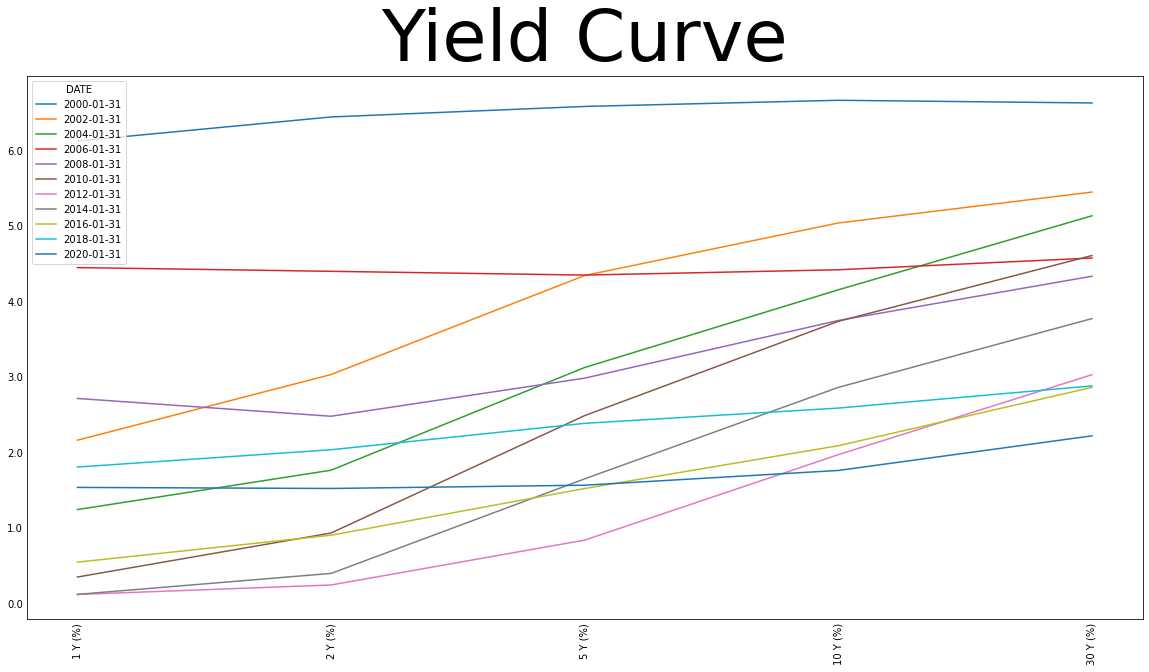 Yield Curve
DATE
2000-01-31
2002-01-31
2004-01-31
2006-01-31
2008-01-31
2010-01-31
2012-01-31
2014-01-31
2016-01-31
2018-01-31
2020-01-31
6.0
5.0
4.0
3.0
2.0
1.0
0.0
1 Y (%)
2 Y (%)
5 Y (%)
10 Y (%)
30 Y (%)